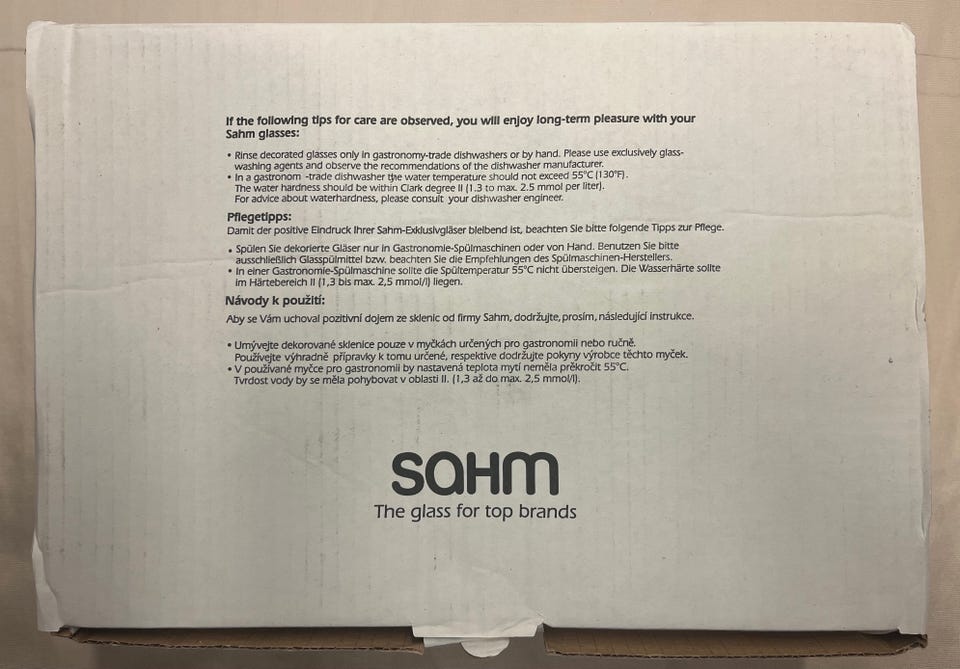 If the following tips for care are observed, you will enjoy long-term pleasure with your
Sahm glasses:
• Rinse decorated glasses only in gastronomy-trade dishwashers or by hand. Please use exclusively glass-
washing agents and observe the recommendations of the dishwasher manufacturer.
• In a gastronom -trade dishwasher the water temperature should not exceed 55°C (130°F).
The water hardness should be within Clark degree II (1.3 to max. 2.5 mmol per liter).
For advice about waterhardness, please consult your dishwasher engineer.
Pflegetipps:
Damit der positive Eindruck Ihrer Sahm-Exklusivgläser bleibend ist, beachten Sie bitte folgende Tipps zur Pflege.
• Spülen Sie dekorierte Gläser nur in Gastronomie-Spülmaschinen oder von Hand. Benutzen Sie bitte
ausschließlich Glasspülmittel bzw. beachten Sie die Empfehlungen des Spülmaschinen-Herstellers.
• In einer Gastronomie-Spülmaschine sollte die Spültemperatur 55°C nicht übersteigen. Die Wasserhärte sollte
im Härtebereich II (1,3 bis max. 2,5 mmol/l) liegen.
Návody k použití:
Aby se Vám uchoval pozitivní dojem ze sklenic od firmy Sahm, dodržujte, prosím, následující instrukce.
• Umývejte dekorované sklenice pouze v myčkách určených pro gastronomii nebo ručně.
Používejte výhradně přípravky k tomu určené, respektive dodržujte pokyny výrobce těchto myček.
• V používané myčce pro gastronomii by nastavená teplota mytí neměla prěkročit 55°C.
Tvrdost vody by se měla pohybovat v oblasti II. (1,3 až do max. 2,5 mmol/l).
sahm
The glass for top brands